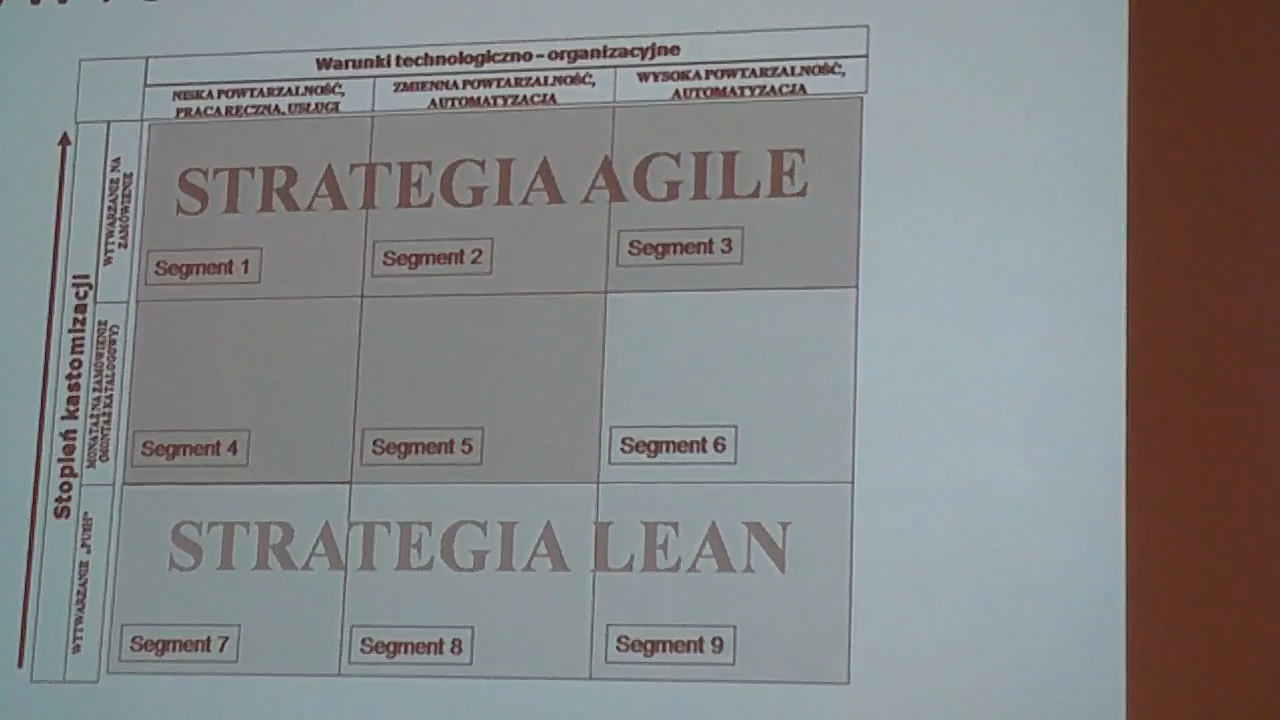 Warunki technologiczno - organizacyjne
NISKA POWTARZALNOŚĆ,
PRACA RĘCZNA, USŁUGI
ZMIENNA POWTARZALNOŚĆ,
AUTOMATYZACJA
WYSOKA POWTARZALNOŚĆ,
AUTOMATYZACJA
Stopień kastomizacji
WYTWARZANIE NA
ZAMÓWIENIE
STRATEGIA AGILE
Segment 1
Segment 2
Segment 3
MONATAŻ NA ZAMÓWIENIE
(MONTAŻ KATALOGOWY)
Segment 4
Segment 5
Segment 6
WYTWARZANIE „PUSH”
STRATEGIA LEAN
Segment 7
Segment 8
Segment 9